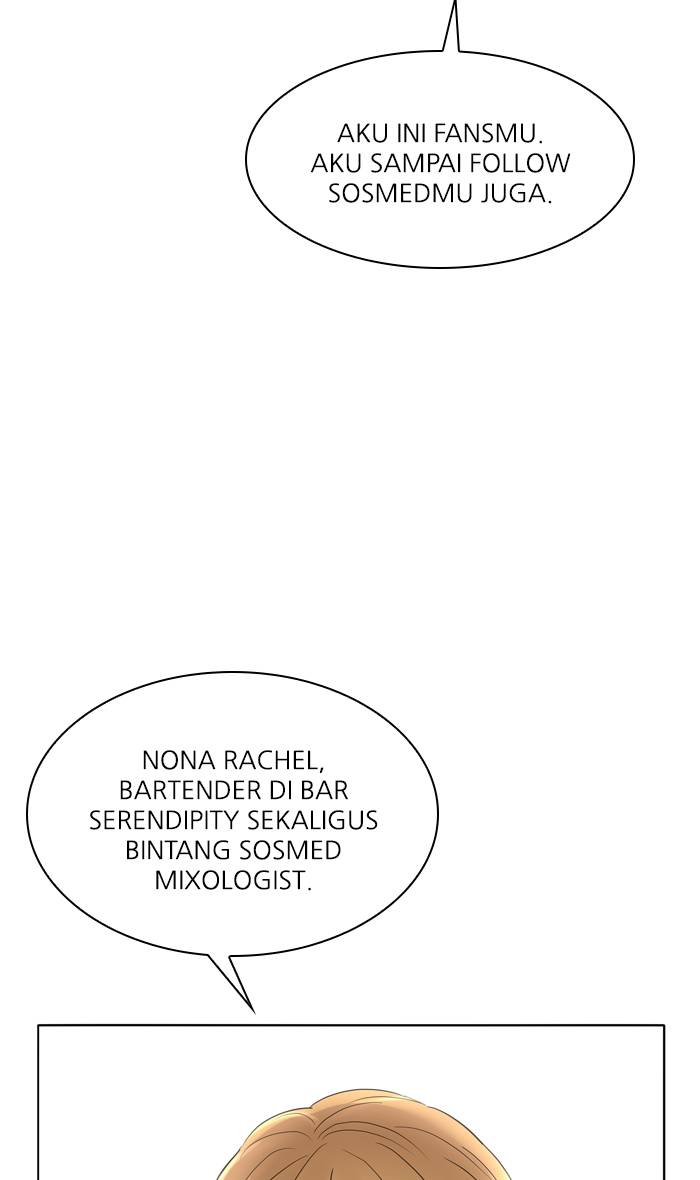 AKU INI FANSMU.
AKU SAMPAI FOLLOW
SOSMEDMU JUGA.
NONA RACHEL,
BARTENDER DI BAR
SERENDIPITY SEKALIGUS
BINTANG SOSMED
MIXOLOGIST.